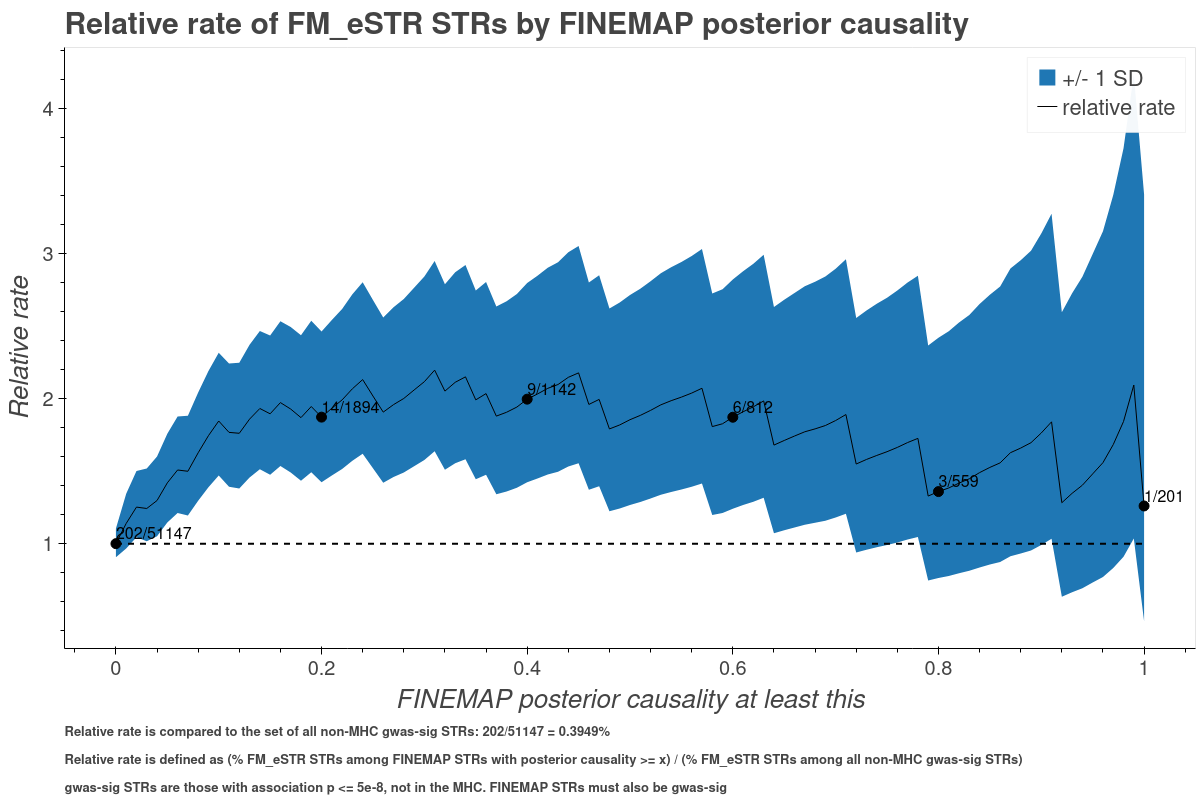 Relative rate of FM_eSTR STRs by FINEMAP posterior causality
+/- 1 SD
relative rate
Relative rate
4
3
2
1
202/51147
14/1894
9/1142
6/812
3/559
1/201
0
0.2
0.4
0.6
0.8
1
FINEMAP posterior causality at least this
Relative rate is compared to the set of all non-MHC gwas-sig STRs: 202/51147 = 0.3949%
Relative rate is defined as (% FM_eSTR STRs among FINEMAP STRs with posterior causality >= x) / (% FM_eSTR STRs among all non-MHC gwas-sig STRs)
gwas-sig STRs are those with association p <= 5e-8, not in the MHC. FINEMAP STRs must also be gwas-sig